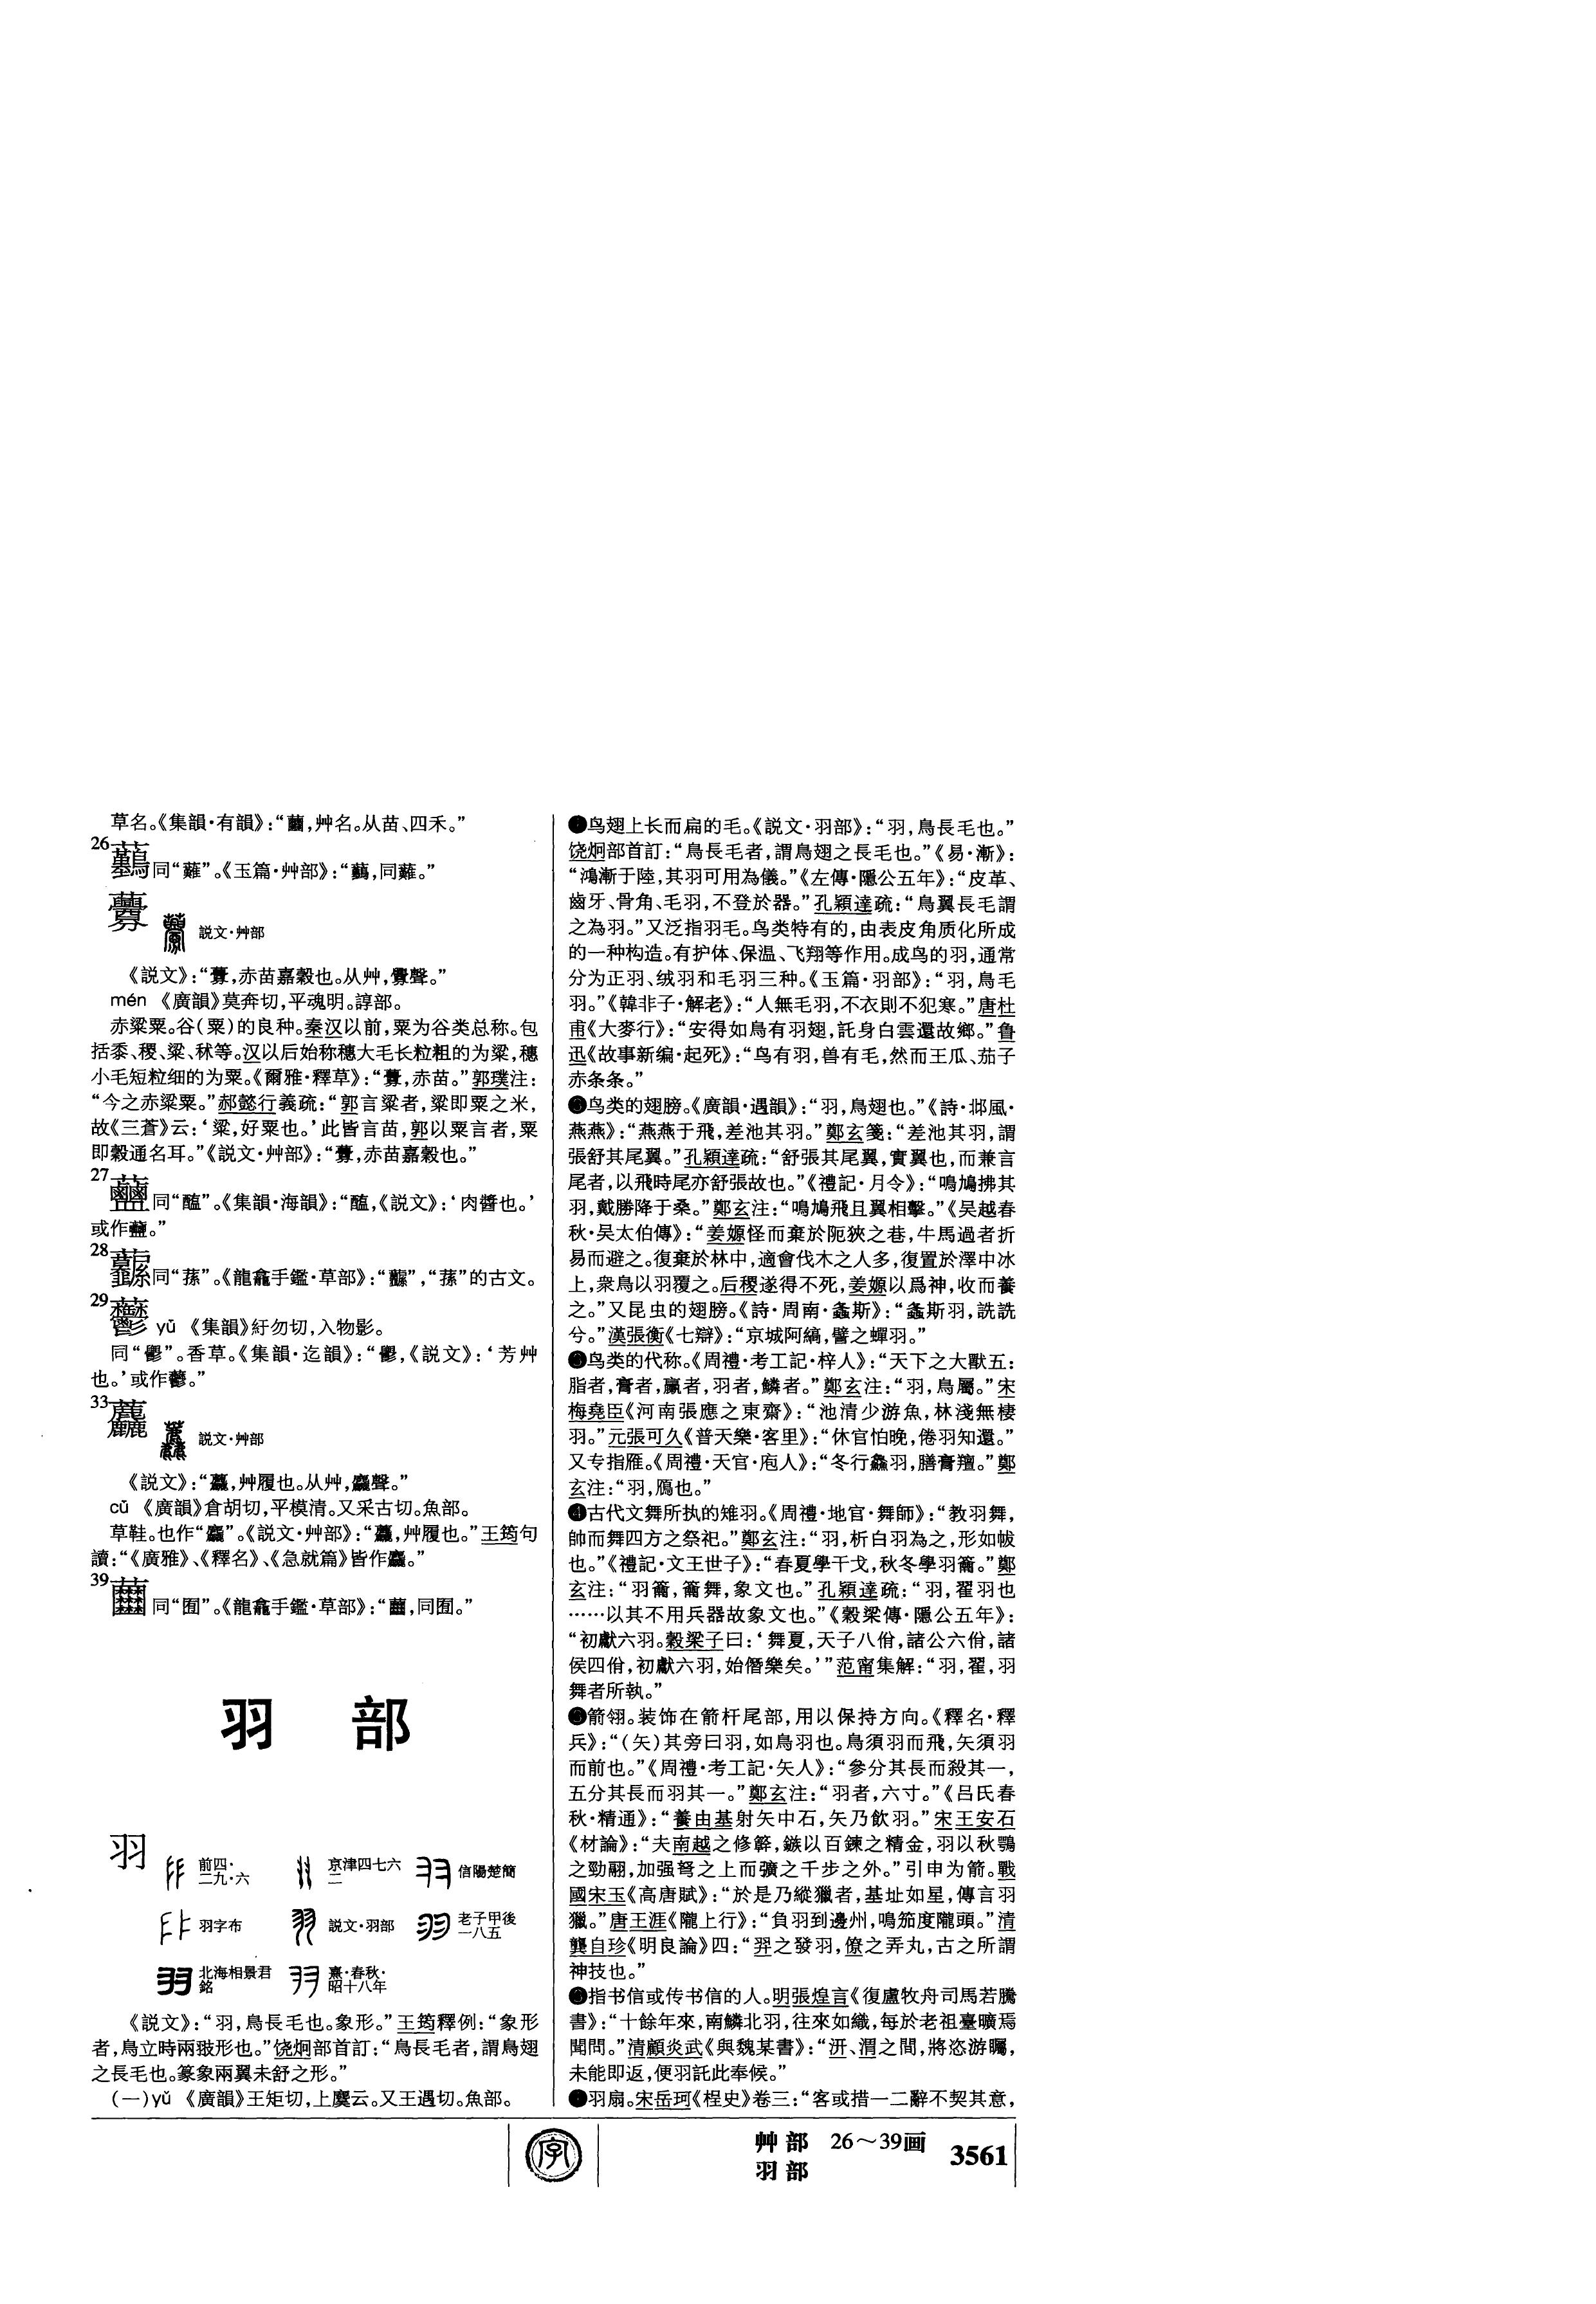 草名。《集韻·有韻》:“,艸名。从苗、四禾。”
26
同“蘺”。《玉篇·艸部》:“,同蘺。”
虋
説文·艸部
《説文》:“虋,赤苗嘉穀也。从艸,釁聲。”
mén 《廣韻》莫奔切,平魂明。諄部。
赤粱粟。谷(粟)的良种。秦汉以前,粟为谷类总称。包
括黍、稷、粱、秫等。汉以后始称穗大毛长粒粗的为粱,穗
小毛短粒细的为粟。《爾雅·釋草》:“虋,赤苗。”郭璞注:
“今之赤粱粟。”郝懿行義疏:“郭言粱者,粱即粟之米,
故《三蒼》云:‘粱,好粟也。’此皆言苗,郭以粟言者,粟
即穀通名耳。”《説文·艸部》:“虋,赤苗嘉穀也。”
27
同“醢”。《集韻·海韻》:“醢,《説文》:‘肉醬也。’
或作。”
28
同“蓀”。《龍龕手鑑·草部》:“”,“蓀”的古文。
29
yǔ 《集韻》紆勿切,入物影。
同“鬱”。香草。《集韻·迄韻》:“鬱,《説文》:‘芳艸
也。’或作。”
33
説文·艸部
《説文》:“,艸履也。从艸,麤聲。”
cū 《廣韻》倉胡切,平模清。又采古切。魚部。
草鞋。也作“麤”。《説文·艸部》:“,艸履也。”王筠句
讀:“《廣雅》、《釋名》、《急就篇》皆作麤。”
39
同“囿”。《龍龕手鑑·草部》:“,同囿。”
羽 部
羽
前四·二九·六
京津四七六二
信陽楚簡
羽字布
説文·羽部
老子甲後一八五
北海相景君銘
熹·春秋·昭十八年
《説文》:“羽,鳥長毛也。象形。”王筠釋例:“象形
者,鳥立時兩翄形也。”饶炯部首訂:“鳥長毛者,謂鳥翅
之長毛也。篆象兩翼未舒之形。”
(一)yǔ 《廣韻》王矩切,上麌云。又王遇切。魚部。
❶鸟翅上长而扁的毛。《説文·羽部》:“羽,鳥長毛也。”
饶炯部首訂:“鳥長毛者,謂鳥翅之長毛也。”《易·漸》:
“鴻漸于陸,其羽可用為儀。”《左傳·隱公五年》:“皮革、
齒牙、骨角、毛羽,不登於器。”孔穎達疏:“鳥翼長毛謂
之為羽。”又泛指羽毛。鸟类特有的,由表皮角质化所成
的一种构造。有护体、保温、飞翔等作用。成鸟的羽,通常
分为正羽、绒羽和毛羽三种。《玉篇·羽部》:“羽,鳥毛
羽。”《韓非子·解老》:“人無毛羽,不衣則不犯寒。”唐杜
甫《大麥行》:“安得如鳥有羽翅,託身白雲還故鄉。”鲁
迅《故事新编·起死》:“鸟有羽,兽有毛,然而王瓜、茄子
赤条条。”
❷鸟类的翅膀。《廣韻·遇韻》:“羽,鳥翅也。”《詩·邶風·
燕燕》:“燕燕于飛,差池其羽。”鄭玄箋:“差池其羽,謂
張舒其尾翼。”孔穎達疏:“舒張其尾翼,實翼也,而兼言
尾者,以飛時尾亦舒張故也。”《禮記·月令》:“鳴鳩拂其
羽,戴勝降于桑。”鄭玄注:“鳴鳩飛且翼相擊。”《吴越春
秋·吴太伯傳》:“姜嫄怪而棄於阨狹之巷,牛馬過者折
易而避之。復棄於林中,適會伐木之人多,復置於澤中冰
上,衆鳥以羽覆之。后稷遂得不死,姜嫄以爲神,收而養
之。”又昆虫的翅膀。《詩·周南·螽斯》:“螽斯羽,詵詵
兮。”漢張衡《七辯》:“京城阿縞,譬之蟬羽。”
❸鸟类的代称。《周禮·考工記·梓人》:“天下之大獸五:
脂者,膏者,臝者,羽者,鱗者。”鄭玄注:“羽,鳥屬。”宋
梅堯臣《河南張應之東齋》:“池清少游魚,林淺無棲
羽。”元張可久《普天樂·客里》:“休官怕晚,倦羽知還。”
又专指雁。《周禮·天官·庖人》:“冬行鱻羽,膳膏羶。”鄭
玄注:“羽,鴈也。”
❹古代文舞所执的雉羽。《周禮·地官·舞師》:“教羽舞,
帥而舞四方之祭祀。”鄭玄注:“羽,析白羽為之,形如帗
也。”《禮記·文王世子》:“春夏學干戈,秋冬學羽籥。”鄭
玄注:“羽籥,籥舞,象文也。”孔穎達疏:“羽,翟羽也
……以其不用兵器故象文也。”《穀梁傳·隱公五年》:
“初獻六羽。穀梁子曰:‘舞夏,天子八佾,諸公六佾,諸
侯四佾,初獻六羽,始僭樂矣。’”范甯集解:“羽,翟,羽
舞者所執。”
❺箭翎。装饰在箭杆尾部,用以保持方向。《釋名·釋
兵》:“(矢)其旁曰羽,如鳥羽也。鳥須羽而飛,矢須羽
而前也。”《周禮·考工記·矢人》:“參分其長而殺其一,
五分其長而羽其一。”鄭玄注:“羽者,六寸。”《吕氏春
秋·精通》:“養由基射矢中石,矢乃飲羽。”宋王安石
《材論》:“夫南越之修簳,鏃以百鍊之精金,羽以秋鶚
之勁翮,加强弩之上而彍之千步之外。”引申为箭。戰
國宋玉《高唐賦》:“於是乃縱獵者,基址如星,傳言羽
獵。”唐王涯《隴上行》:“負羽到邊州,鳴笳度隴頭。”清
龔自珍《明良論》四:“羿之發羽,僚之弄丸,古之所謂
神技也。”
❻指书信或传书信的人。明張煌言《復盧牧舟司馬若騰
書》:“十餘年來,南鱗北羽,往來如織,每於老祖臺曠焉
聞問。”清顧炎武《與魏某書》:“汧、渭之間,將恣游矚,
未能即返,便羽託此奉候。”
❼羽扇。宋岳珂《桯史》卷三:“客或措一二辭不契其意,
字
艸部 26～39画
羽部
3561